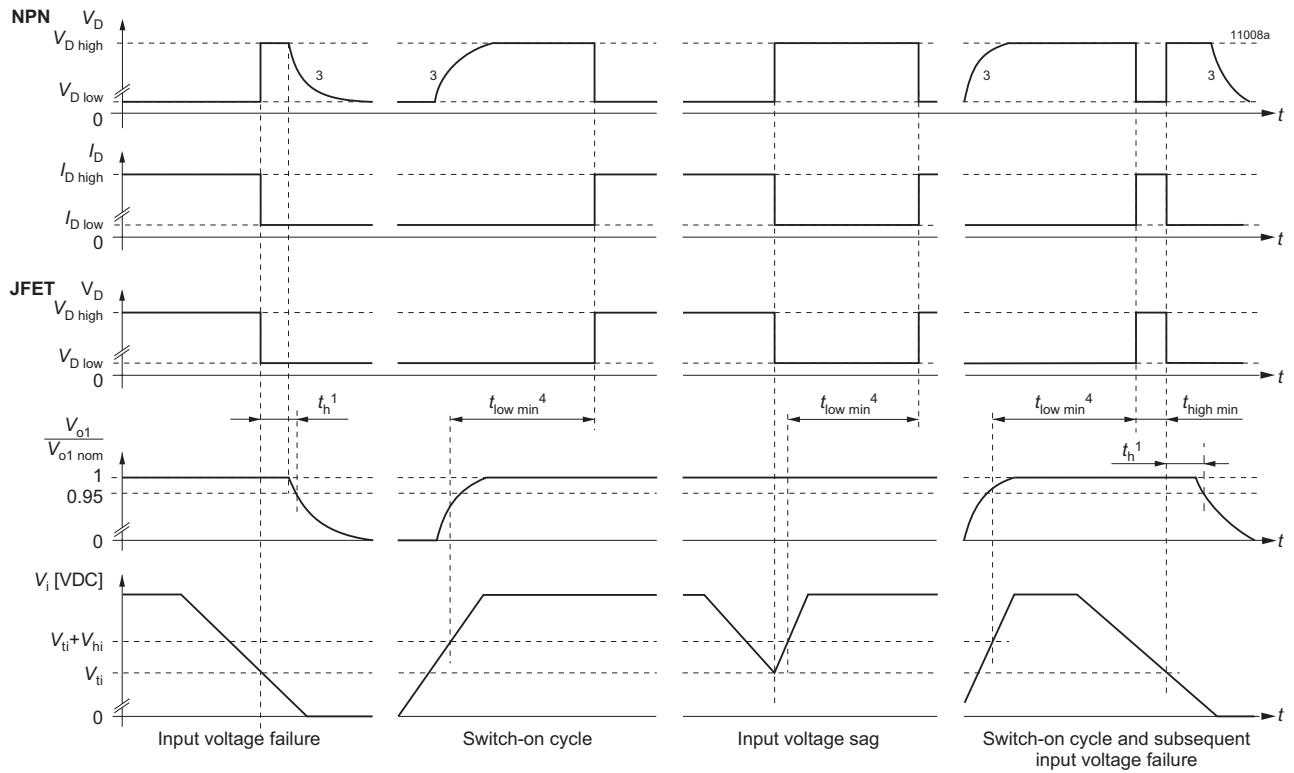 NPN V_D
V_D high
V_D low
0
3
3
3
3
t
11008a
I_D
I_D high
I_D low
0
t
JFET V_D
V_D high
V_D low
0
t
t_h^1
t_low min^4
t_low min^4
t_low min^4
t_high min
V_o1
V_o1 nom
1
0.95
0
t_h^1
t
V_i [VDC]
V_ti+V_hi
V_ti
0
t
Input voltage failure
Switch-on cycle
Input voltage sag
Switch-on cycle and subsequent
input voltage failure